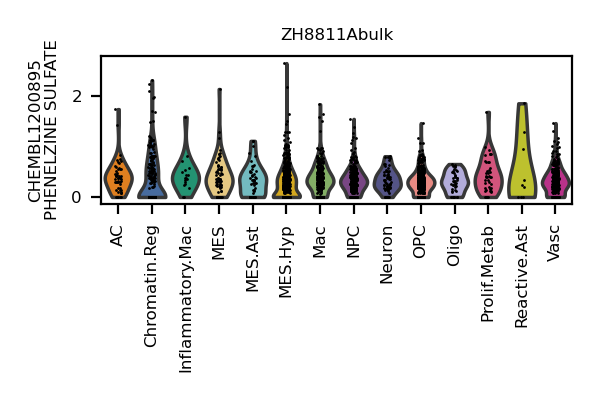 ZH8811Abulk
CHEMBL1200895
PHENELZINE SULFATE
2
0
AC
Chromatin.Reg
Inflammatory.Mac
MES
MES.Ast
MES.Hyp
Mac
NPC
Neuron
OPC
Oligo
Prolif.Metab
Reactive.Ast
Vasc